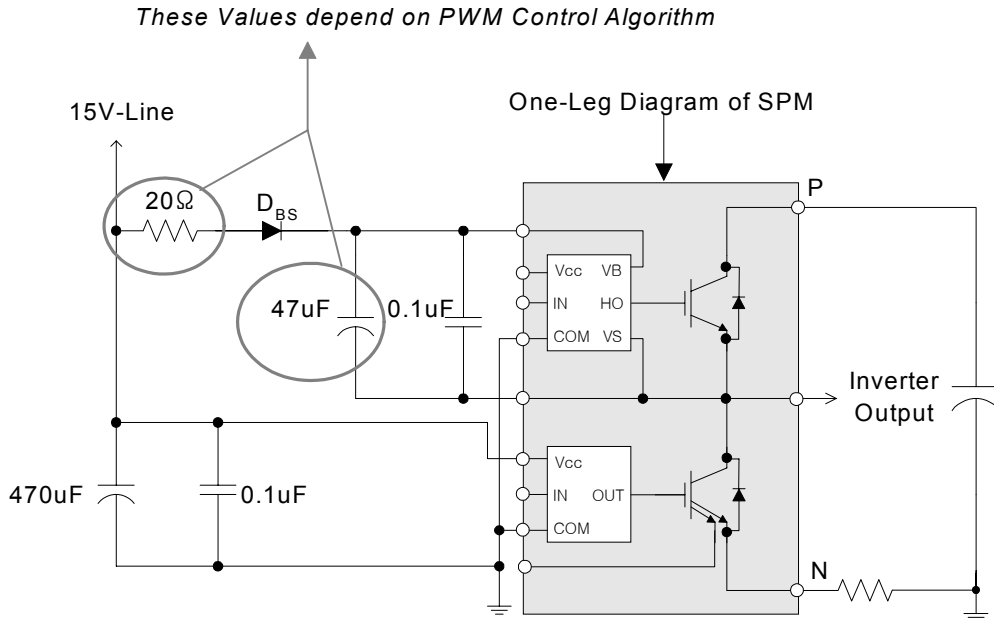 These Values depend on PWM Control Algorithm
One-Leg Diagram of SPM
15V-Line
P
20Ω
DBS
Vcc VB
47uF
0.1uF
IN HO
COM VS
Inverter
Output
Vcc
470uF
0.1uF
IN OUT
COM
N